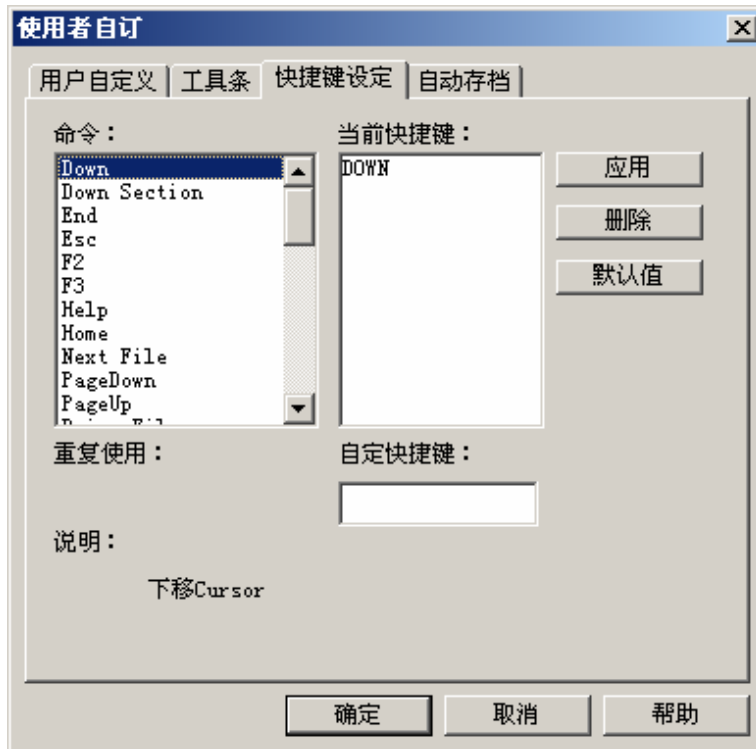 使用者自订
用户自定义 工具条 快捷键设定 自动存档
命令：
当前快捷键：
Down
Down Section
End
Esc
F2
F3
Help
Home
Next File
PageDown
PageUp
DOWN
应用
删除
默认值
重复使用：
自定快捷键：
说明：
下移Cursor
确定 取消 帮助